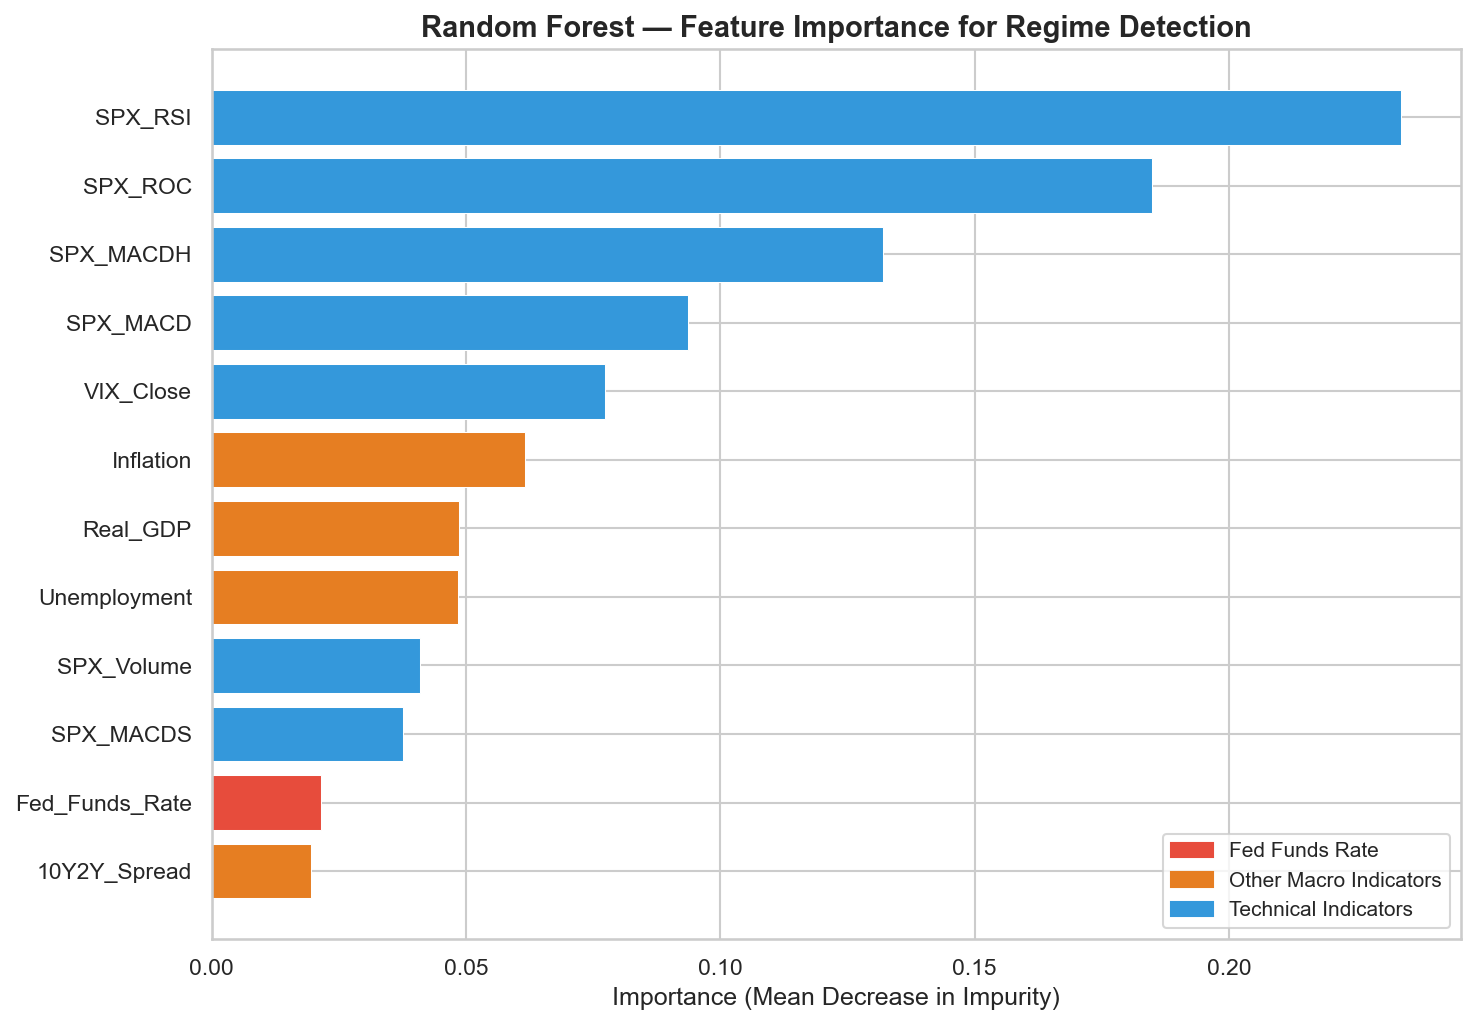 Random Forest — Feature Importance for Regime Detection
SPX_RSI
SPX_ROC
SPX_MACDH
SPX_MACD
VIX_Close
Inflation
Real_GDP
Unemployment
SPX_Volume
SPX_MACDS
Fed_Funds_Rate
10Y2Y_Spread
Fed Funds Rate
Other Macro Indicators
Technical Indicators
0.00 0.05 0.10 0.15 0.20
Importance (Mean Decrease in Impurity)